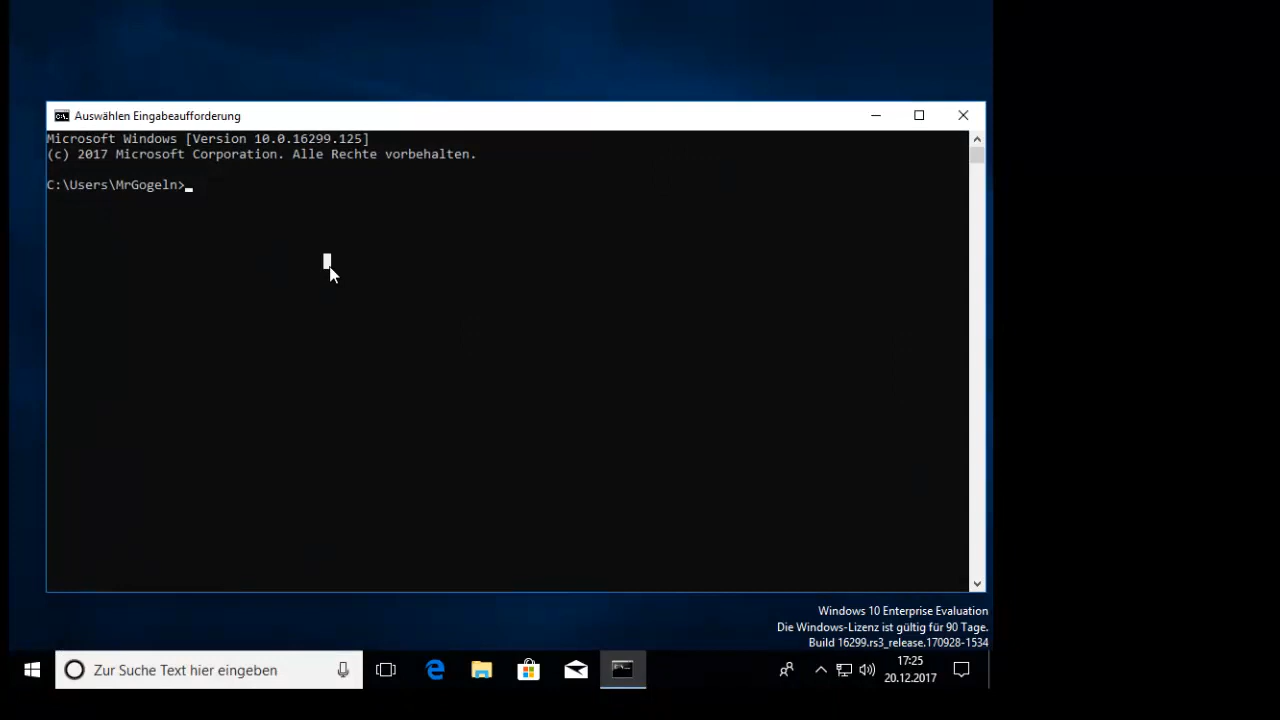 Auswählen Eingabeaufforderung
Microsoft Windows [Version 10.0.16299.125]
(c) 2017 Microsoft Corporation. Alle Rechte vorbehalten.
C:\Users\MrGogeln>
Windows 10 Enterprise Evaluation
Die Windows-Lizenz ist gültig für 90 Tage.
Build 16299.rs3_release.170928-1534
Zur Suche Text hier eingeben
17:25
20.12.2017